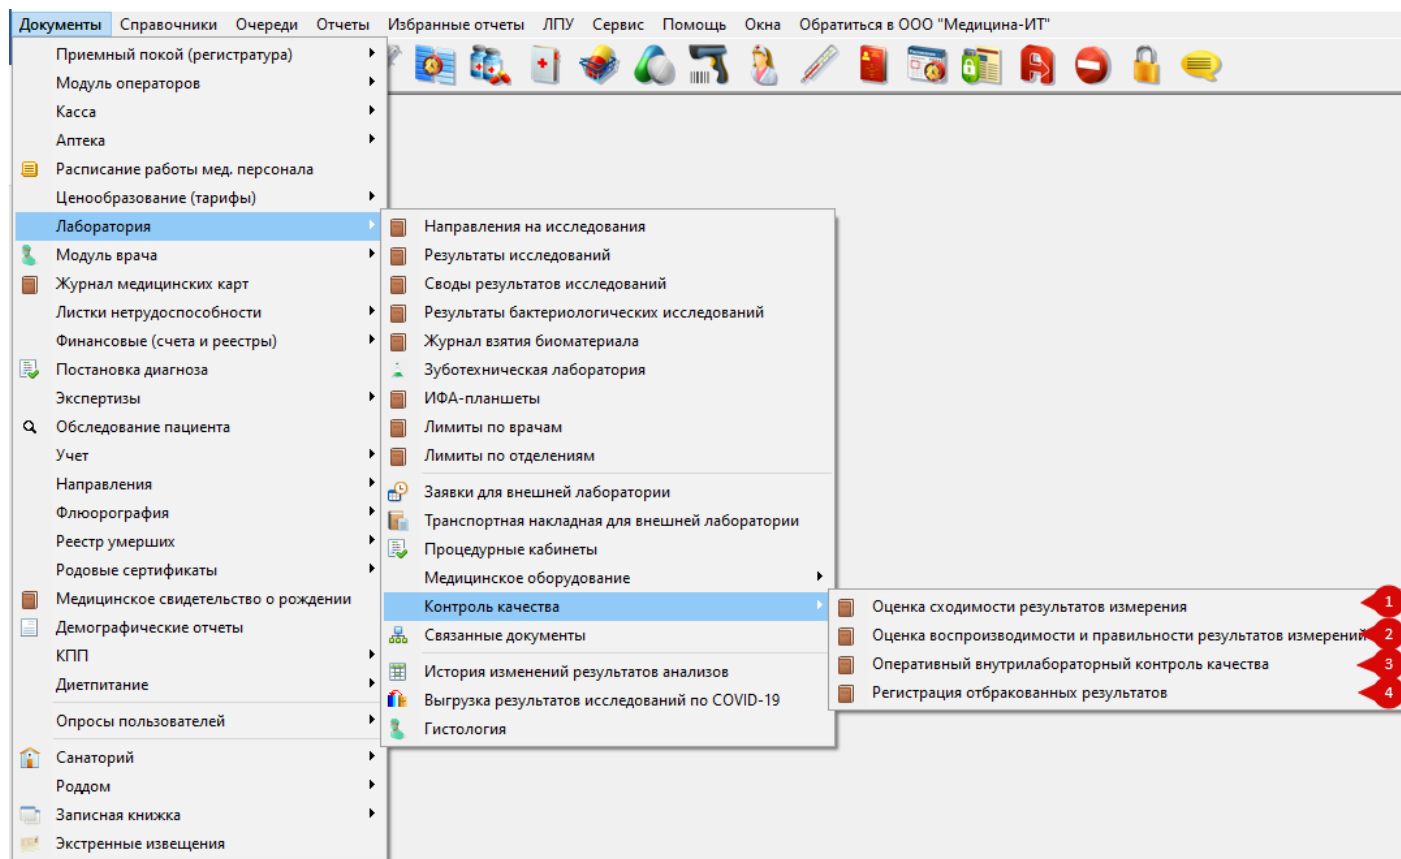 Документы Справочники Очереди Отчеты Избранные отчеты ЛПУ Сервис Помощь Окна Обратиться в ООО "Медицина-ИТ"
Приемный покой (регистратура)
Модуль операторов
Касса
Аптека
Расписание работы мед. персонала
Ценообразование (тарифы)
Лаборатория
Модуль врача
Журнал медицинских карт
Листки нетрудоспособности
Финансовые (счета и реестры)
Постановка диагноза
Экспертизы
Обследование пациента
Учет
Направления
Флюорография
Реестр умерших
Родовые сертификаты
Медицинское свидетельство о рождении
Демографические отчеты
КПП
Диетпитание
Опросы пользователей
Санаторий
Роддом
Записная книжка
Экстренные извещения
Направления на исследования
Результаты исследований
Своды результатов исследований
Результаты бактериологических исследований
Журнал взятия биоматериала
Зуботехническая лаборатория
ИФА-планшеты
Лимиты по врачам
Лимиты по отделениям
Заявки для внешней лаборатории
Транспортная накладная для внешней лаборатории
Процедурные кабинеты
Медицинское оборудование
Контроль качества
Связанные документы
История изменений результатов анализов
Выгрузка результатов исследований по COVID-19
Гистология
Оценка сходимости результатов измерения 1
Оценка воспроизводимости и правильности результатов измерений 2
Оперативный внутрилабораторный контроль качества 3
Регистрация отбракованных результатов 4